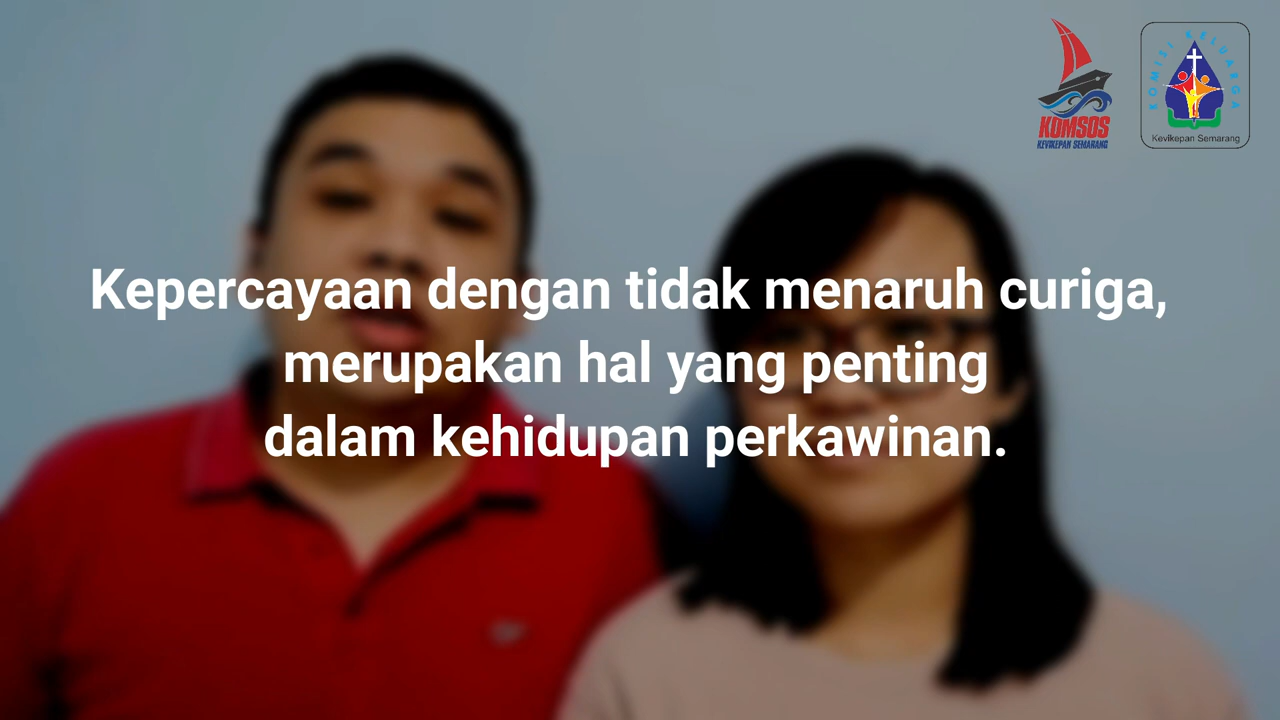 KOMSOS
KEVIKEPAN SEMARANG
KOMISI KELUARGA
Kevikepan Semarang
Kepercayaan dengan tidak menaruh curiga,
merupakan hal yang penting
dalam kehidupan perkawinan.